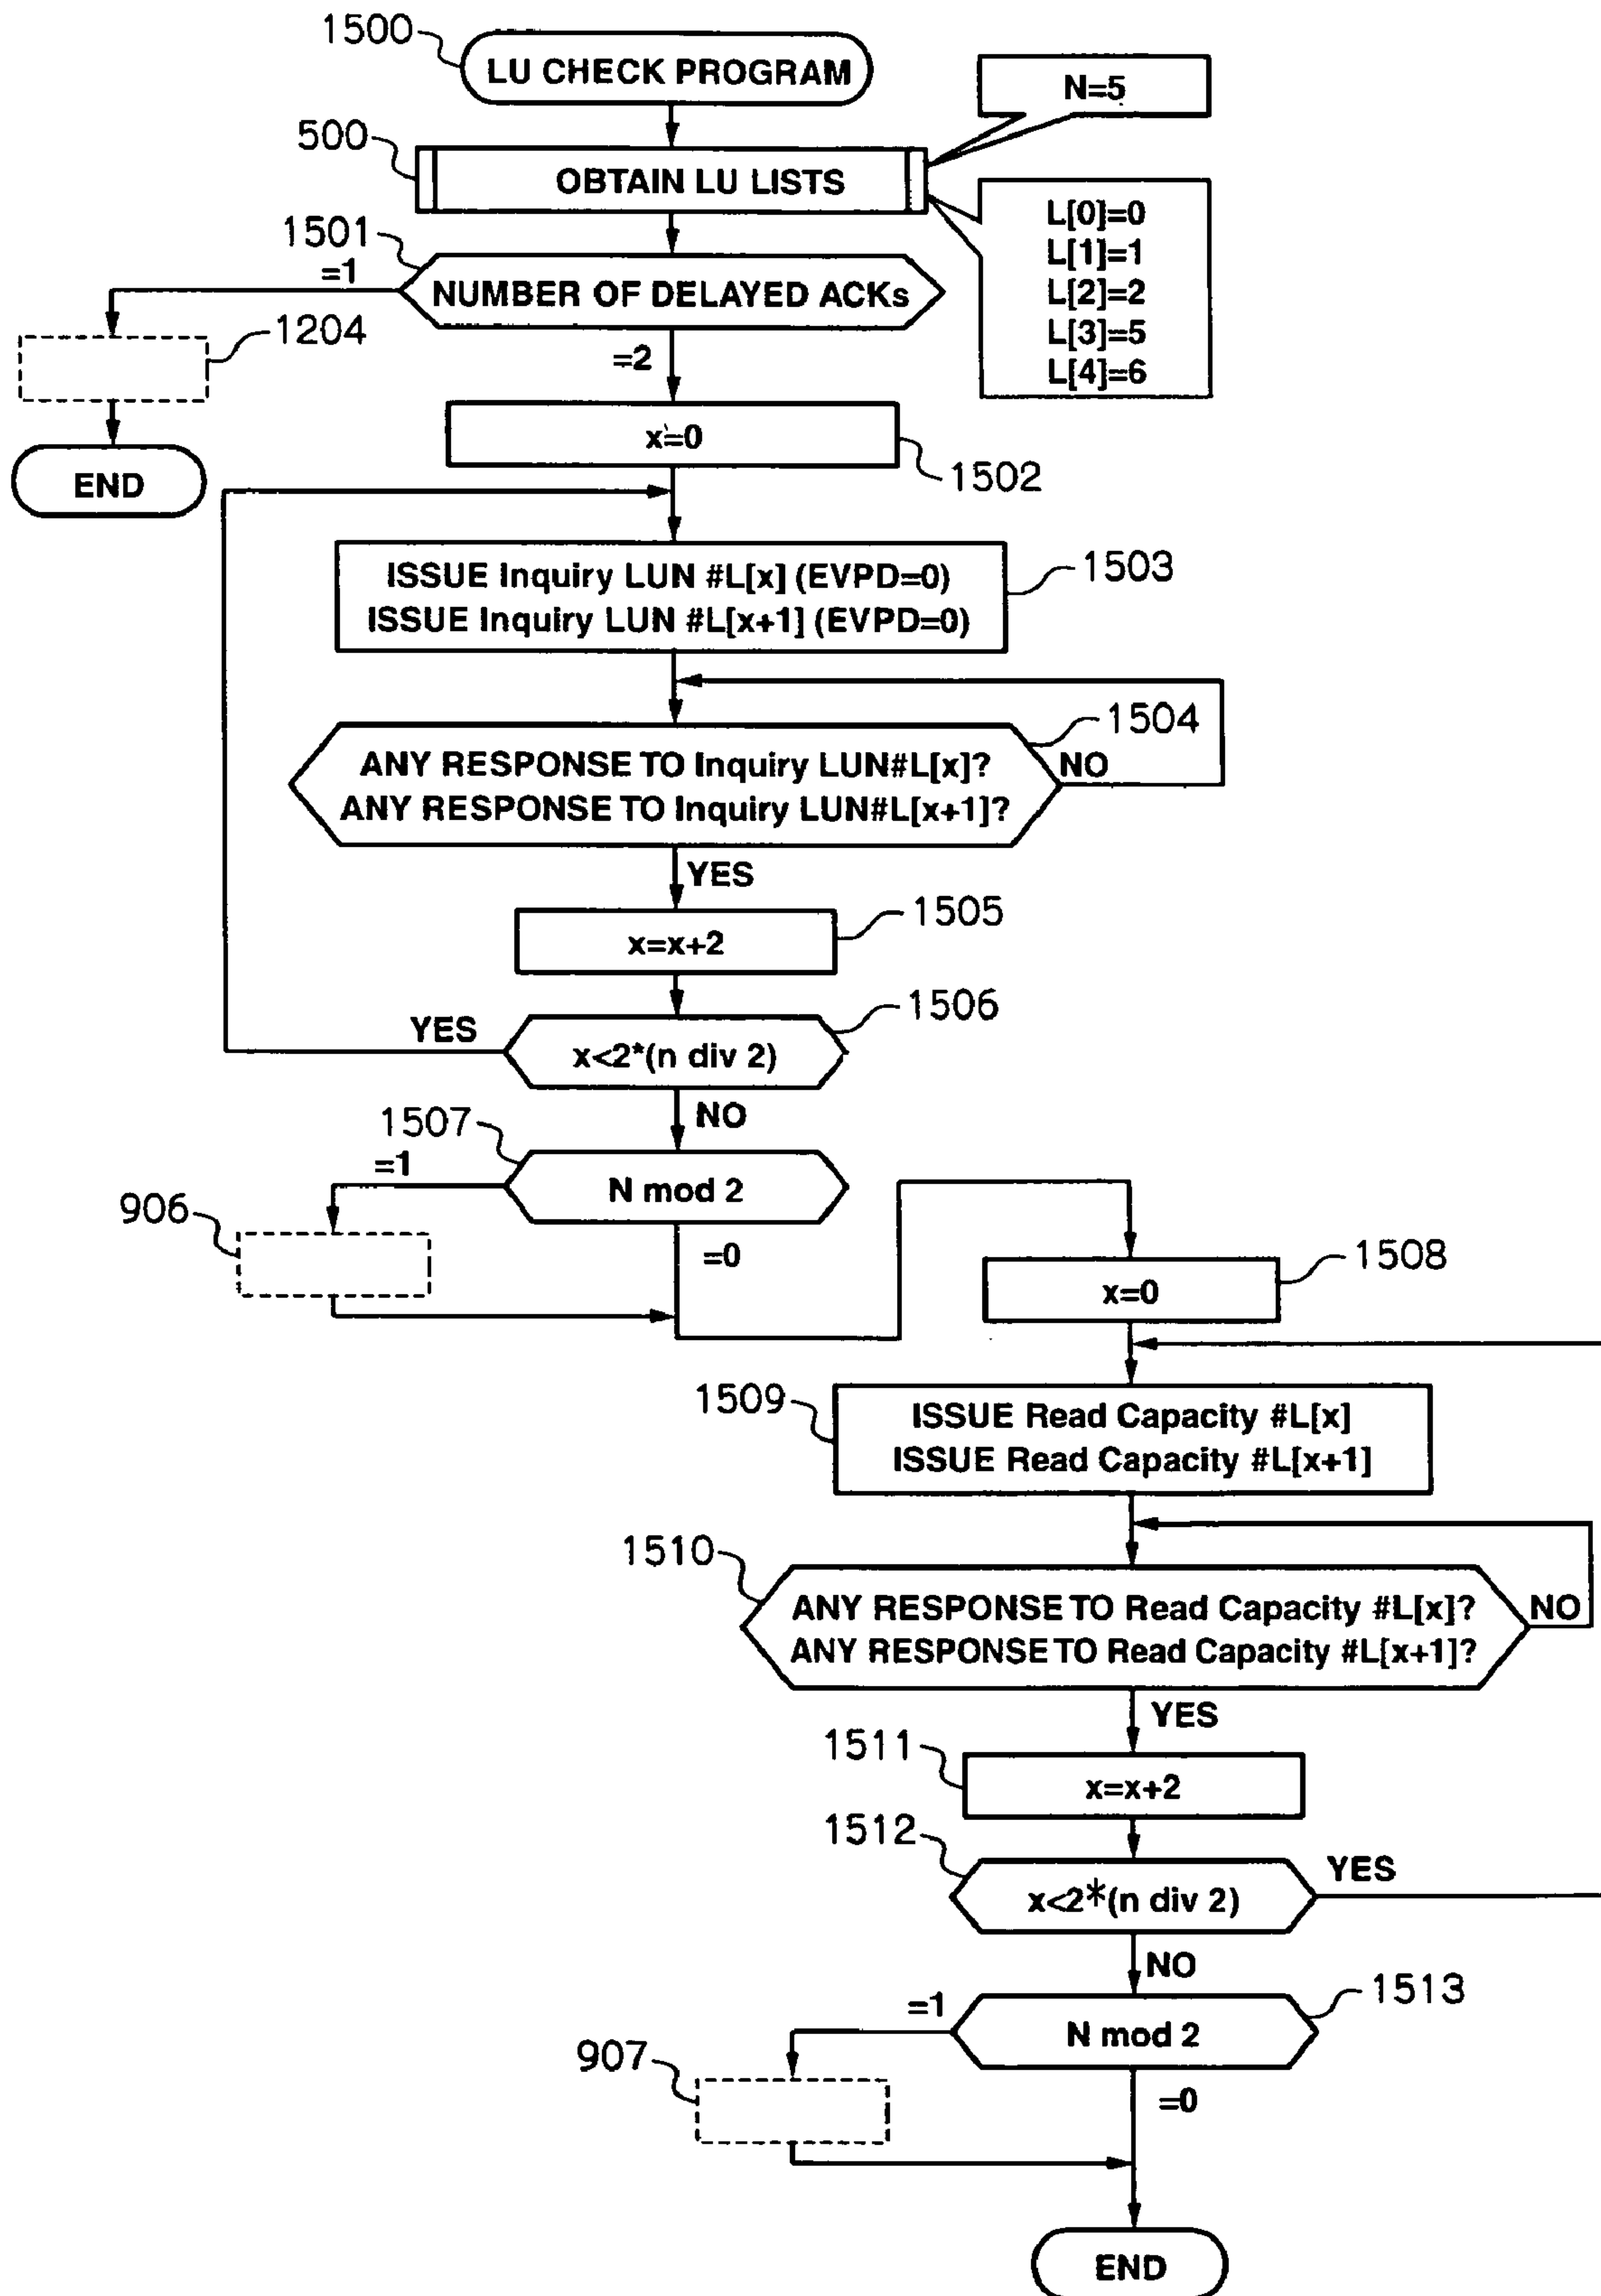 1500
LU CHECK PROGRAM
N=5
500
OBTAIN LU LISTS
L[0]=0
L[1]=1
L[2]=2
L[3]=5
L[4]=6
1501
=1
NUMBER OF DELAYED ACKs
1204
=2
END
x=0
1502
ISSUE Inquiry LUN #L[x] (EVPD=0)
ISSUE Inquiry LUN #L[x+1] (EVPD=0)
1503
1504
ANY RESPONSE TO Inquiry LUN#L[x]?
ANY RESPONSE TO Inquiry LUN#L[x+1]?
NO
YES
1505
x=x+2
1506
YES
x<2*(n div 2)
NO
1507
=1
N mod 2
906
=0
1508
x=0
1509
ISSUE Read Capacity #L[x]
ISSUE Read Capacity #L[x+1]
1510
ANY RESPONSE TO Read Capacity #L[x]?
ANY RESPONSE TO Read Capacity #L[x+1]?
NO
YES
1511
x=x+2
1512
YES
x<2*(n div 2)
NO
1513
=1
N mod 2
907
=0
END